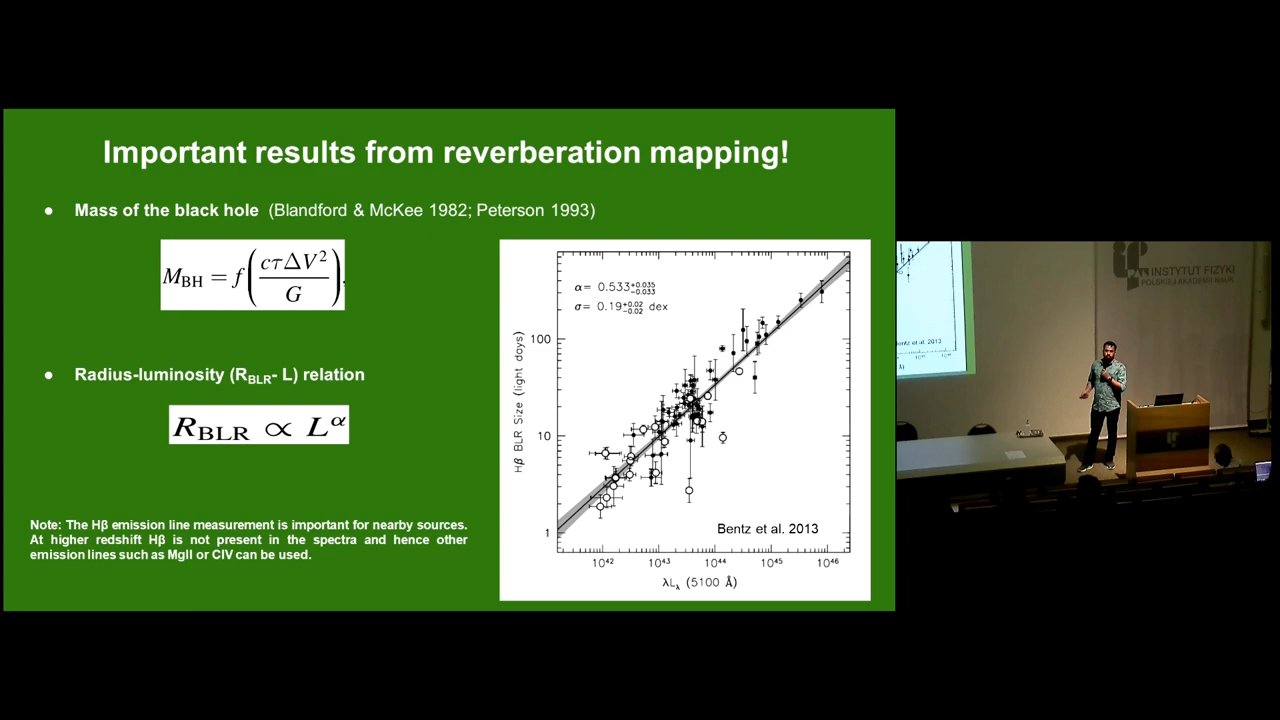 Important results from reverberation mapping!
● Mass of the black hole (Blandford & McKee 1982; Peterson 1993)
M_BH = f(cτΔV²/G),
● Radius-luminosity (R_BLR- L) relation
R_BLR ∝ L^α
Note: The Hβ emission line measurement is important for nearby sources.
At higher redshift Hβ is not present in the spectra and hence other
emission lines such as MgII or CIV can be used.
α= 0.533+0.035-0.033
σ= 0.19+0.02-0.02 dex
Hβ BLR Size (light days)
100
10
1
Bentz et al. 2013
10⁴² 10⁴³ 10⁴⁴ 10⁴⁵ 10⁴⁶
λL_λ (5100 Å)
INSTYTUT FIZYKI
POLSKIEJ AKADEMII NAUK
Bentz et al. 2013